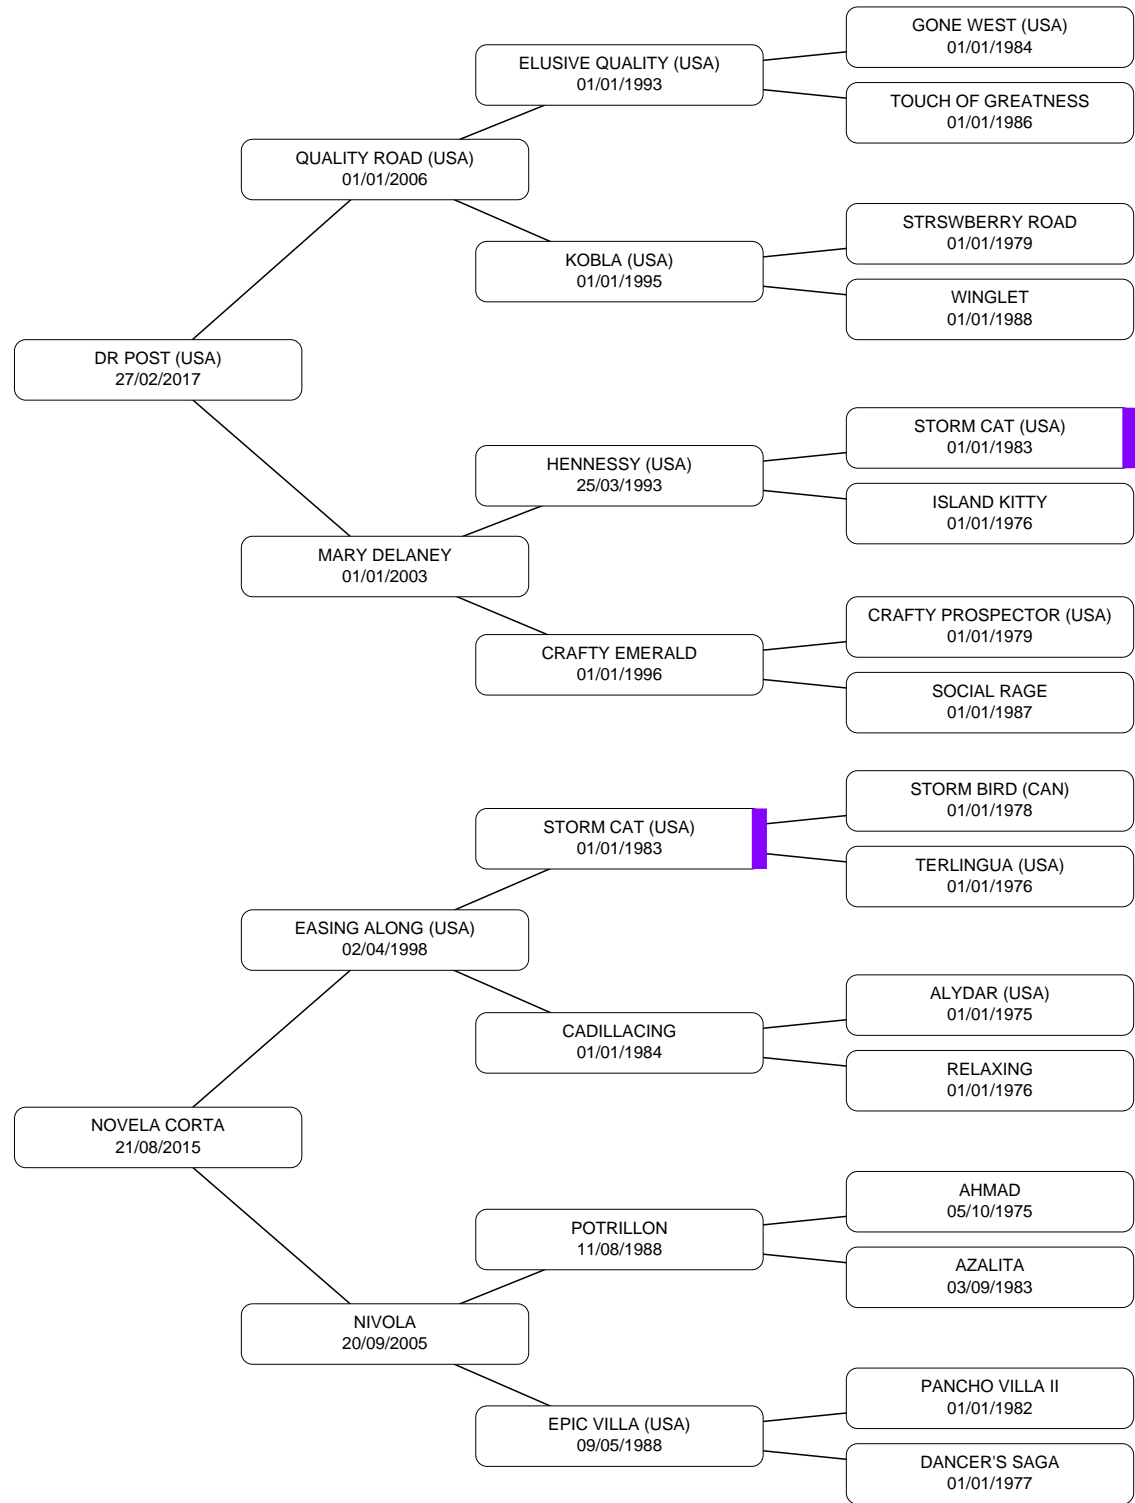 GONE WEST (USA)
01/01/1984
ELUSIVE QUALITY (USA)
01/01/1993
TOUCH OF GREATNESS
01/01/1986
QUALITY ROAD (USA)
01/01/2006
STRSWBERRY ROAD
01/01/1979
KOBLA (USA)
01/01/1995
WINGLET
01/01/1988
DR POST (USA)
27/02/2017
STORM CAT (USA)
01/01/1983
HENNESSY (USA)
25/03/1993
ISLAND KITTY
01/01/1976
MARY DELANEY
01/01/2003
CRAFTY PROSPECTOR (USA)
01/01/1979
CRAFTY EMERALD
01/01/1996
SOCIAL RAGE
01/01/1987
STORM BIRD (CAN)
01/01/1978
STORM CAT (USA)
01/01/1983
TERLINGUA (USA)
01/01/1976
EASING ALONG (USA)
02/04/1998
ALYDAR (USA)
01/01/1975
CADILLACING
01/01/1984
RELAXING
01/01/1976
NOVELA CORTA
21/08/2015
AHMAD
05/10/1975
POTRILLON
11/08/1988
AZALITA
03/09/1983
NIVOLA
20/09/2005
PANCHO VILLA II
01/01/1982
EPIC VILLA (USA)
09/05/1988
DANCER'S SAGA
01/01/1977